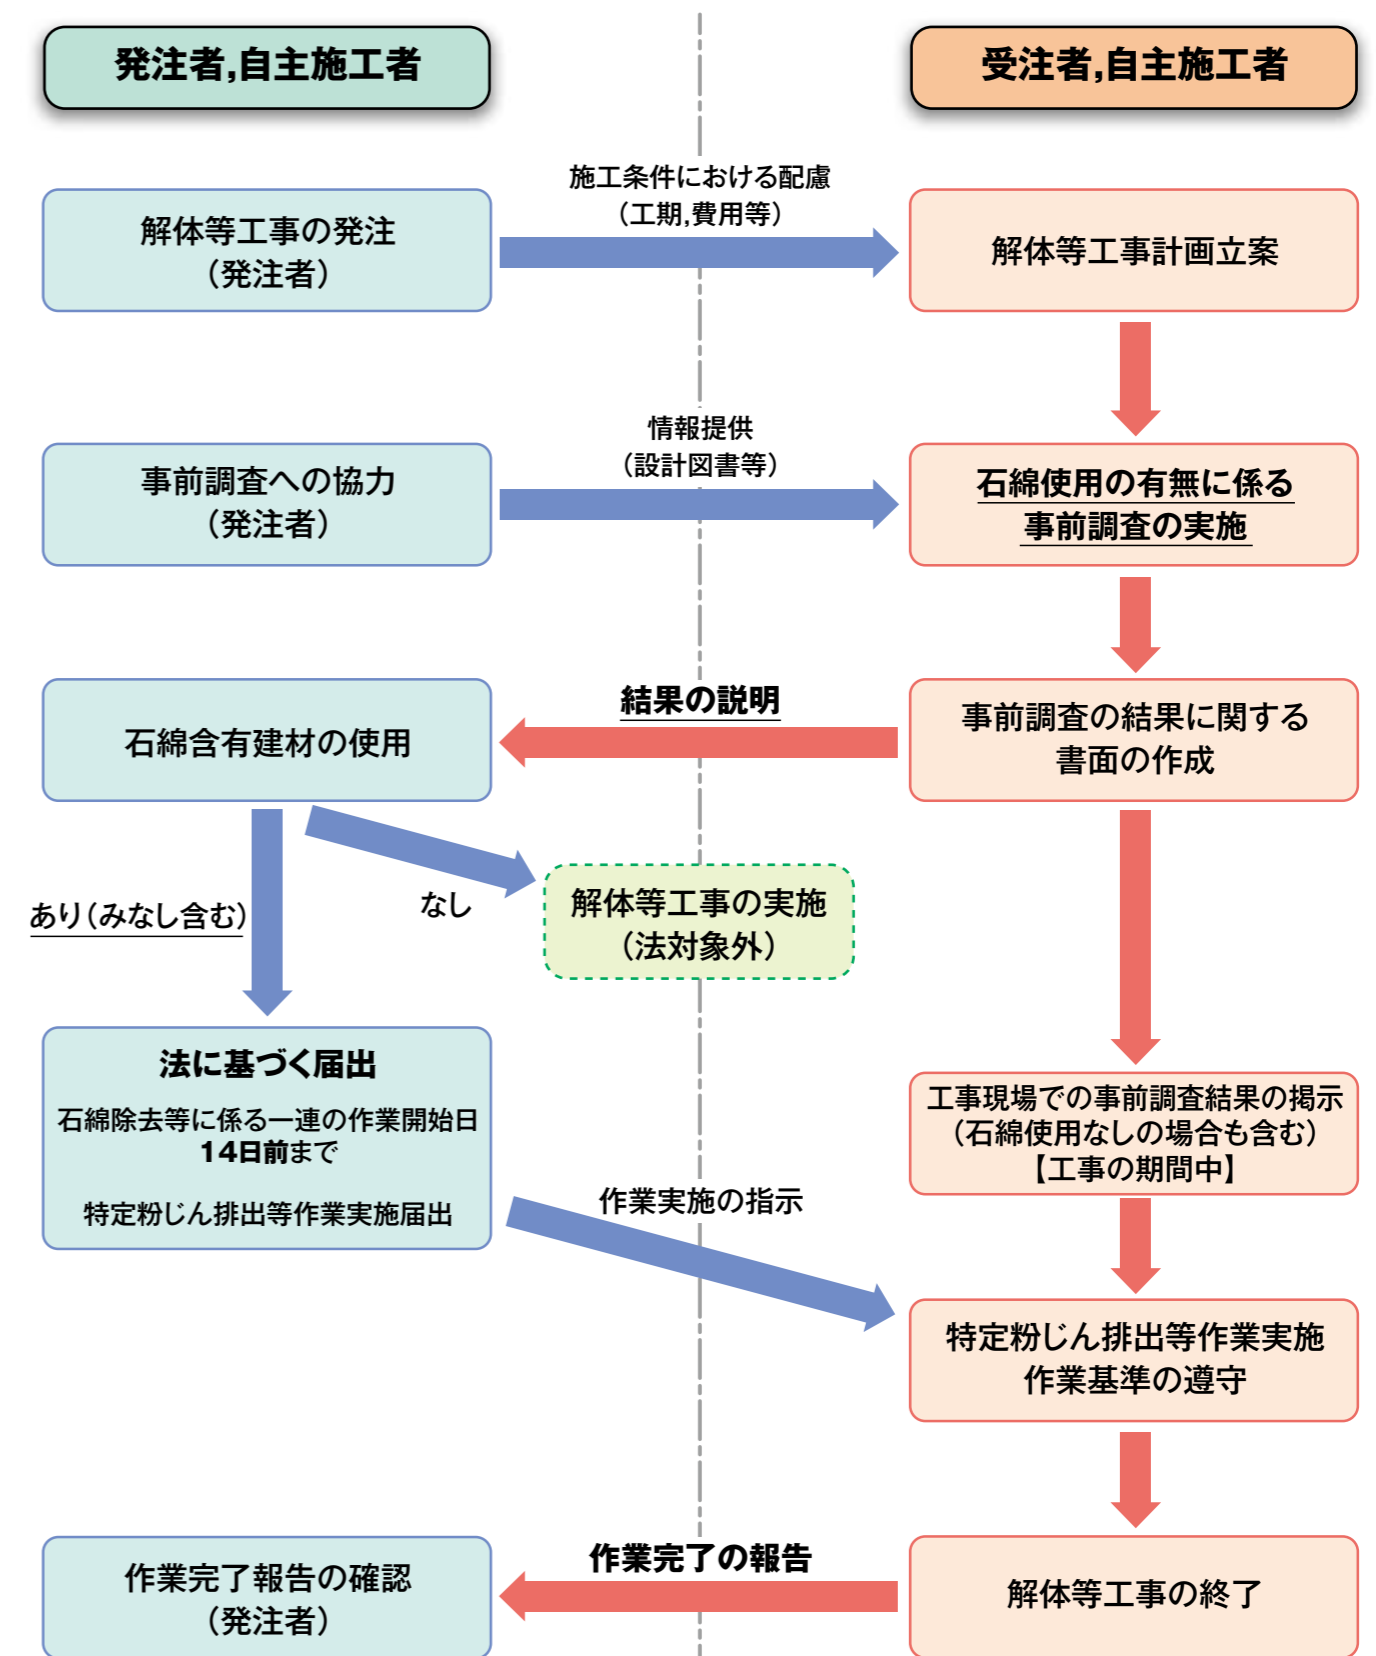 発注者,自主施工者
受注者,自主施工者
施工条件における配慮
（工期,費用等）
解体等工事の発注
（発注者）
解体等工事計画立案
情報提供
（設計図書等）
事前調査への協力
（発注者）
石綿使用の有無に係る
事前調査の実施
結果の説明
石綿含有建材の使用
事前調査の結果に関する
書面の作成
あり（みなし含む）
なし
解体等工事の実施
（法対象外）
法に基づく届出
石綿除去等に係る一連の作業開始日
14日前まで
特定粉じん排出等作業実施届出
工事現場での事前調査結果の掲示
（石綿使用なしの場合も含む）
【工事の期間中】
作業実施の指示
特定粉じん排出等作業実施
作業基準の遵守
作業完了の報告
作業完了報告の確認
（発注者）
解体等工事の終了